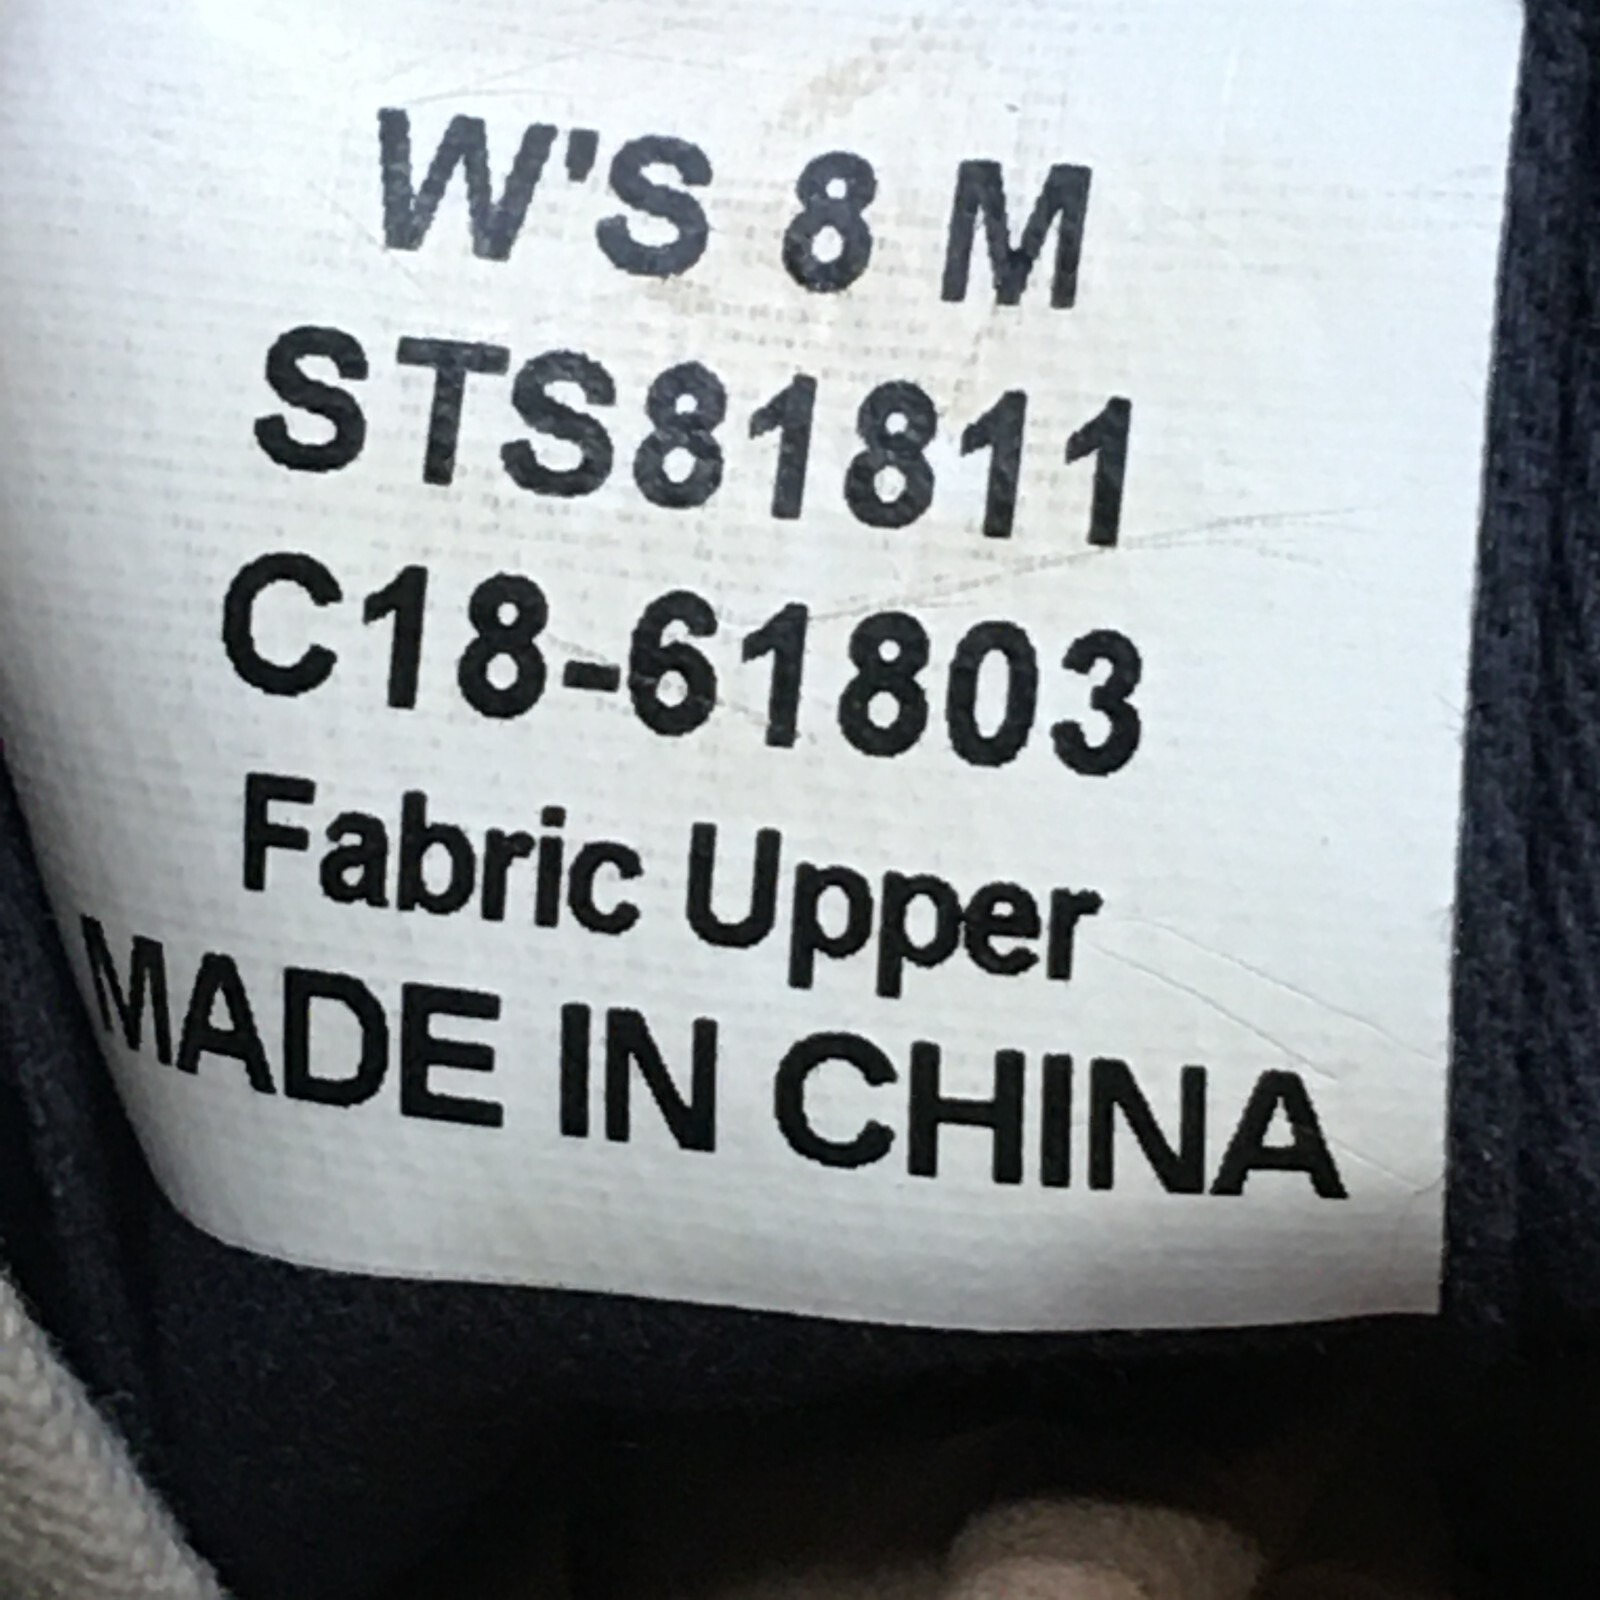 W'S 8 M
STS81811
C18-61803
Fabric Upper
MADE IN CHINA